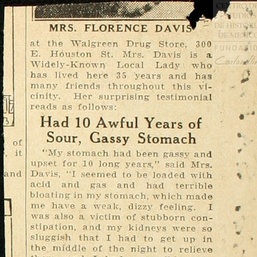 MRS. FLORENCE DAVIS
at the Walgreen Drug Store, 300
E. Houston St. Mrs. Davis is a
Widely-Known Local Lady who
has lived here 35 years and has
many friends throughout this vi-
cinity. Her surprising testimonial
reads as follows:
Had 10 Awful Years of
Sour, Gassy Stomach
"My stomach had been gassy and
upset for 10 long years," said Mrs.
Davis, "I seemed to be loaded with
acid and gas and had terrible
bloating in my stomach, which made
me have a weak, dizzy feeling. I
was also a victim of stubborn con-
stipation, and my kidneys were so
sluggish that I had to get up in
the middle of the night to relieve
of
it
and